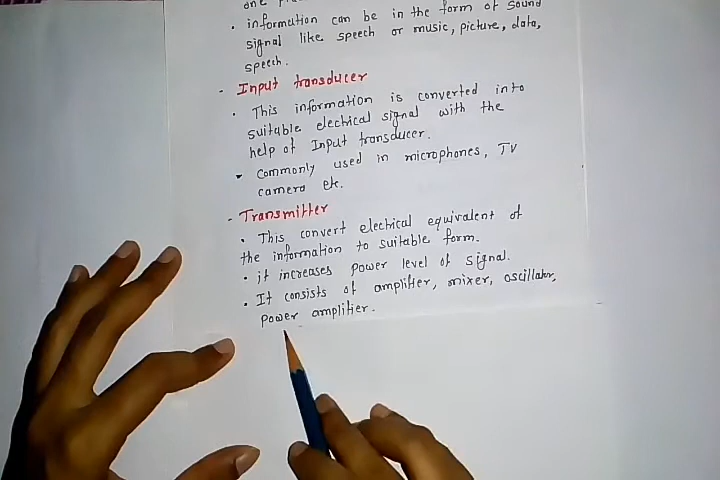 one
• information can be in the form of sound
signal like speech or music, picture, data,
speech.
- Input transducer
• This information is converted into
suitable electrical signal with the
help of Input transducer.
• commonly used in microphones, TV
camera etc.
- Transmitter
• This convert electrical equivalent of
the information to suitable form.
• it increases power level of signal.
• It consists of amplifier, mixer, oscillator,
power amplifier.